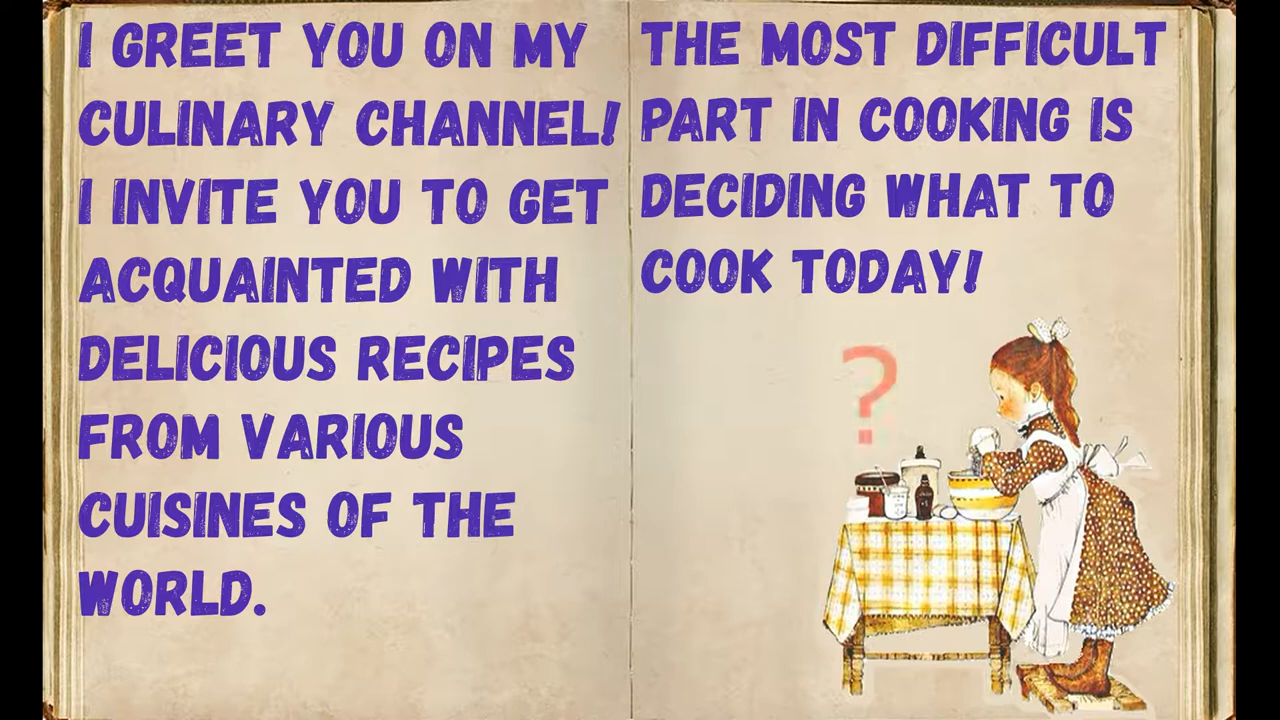 I GREET YOU ON MY
CULINARY CHANNEL!
I INVITE YOU TO GET
ACQUAINTED WITH
DELICIOUS RECIPES
FROM VARIOUS
CUISINES OF THE
WORLD.
THE MOST DIFFICULT
PART IN COOKING IS
DECIDING WHAT TO
COOK TODAY!
?